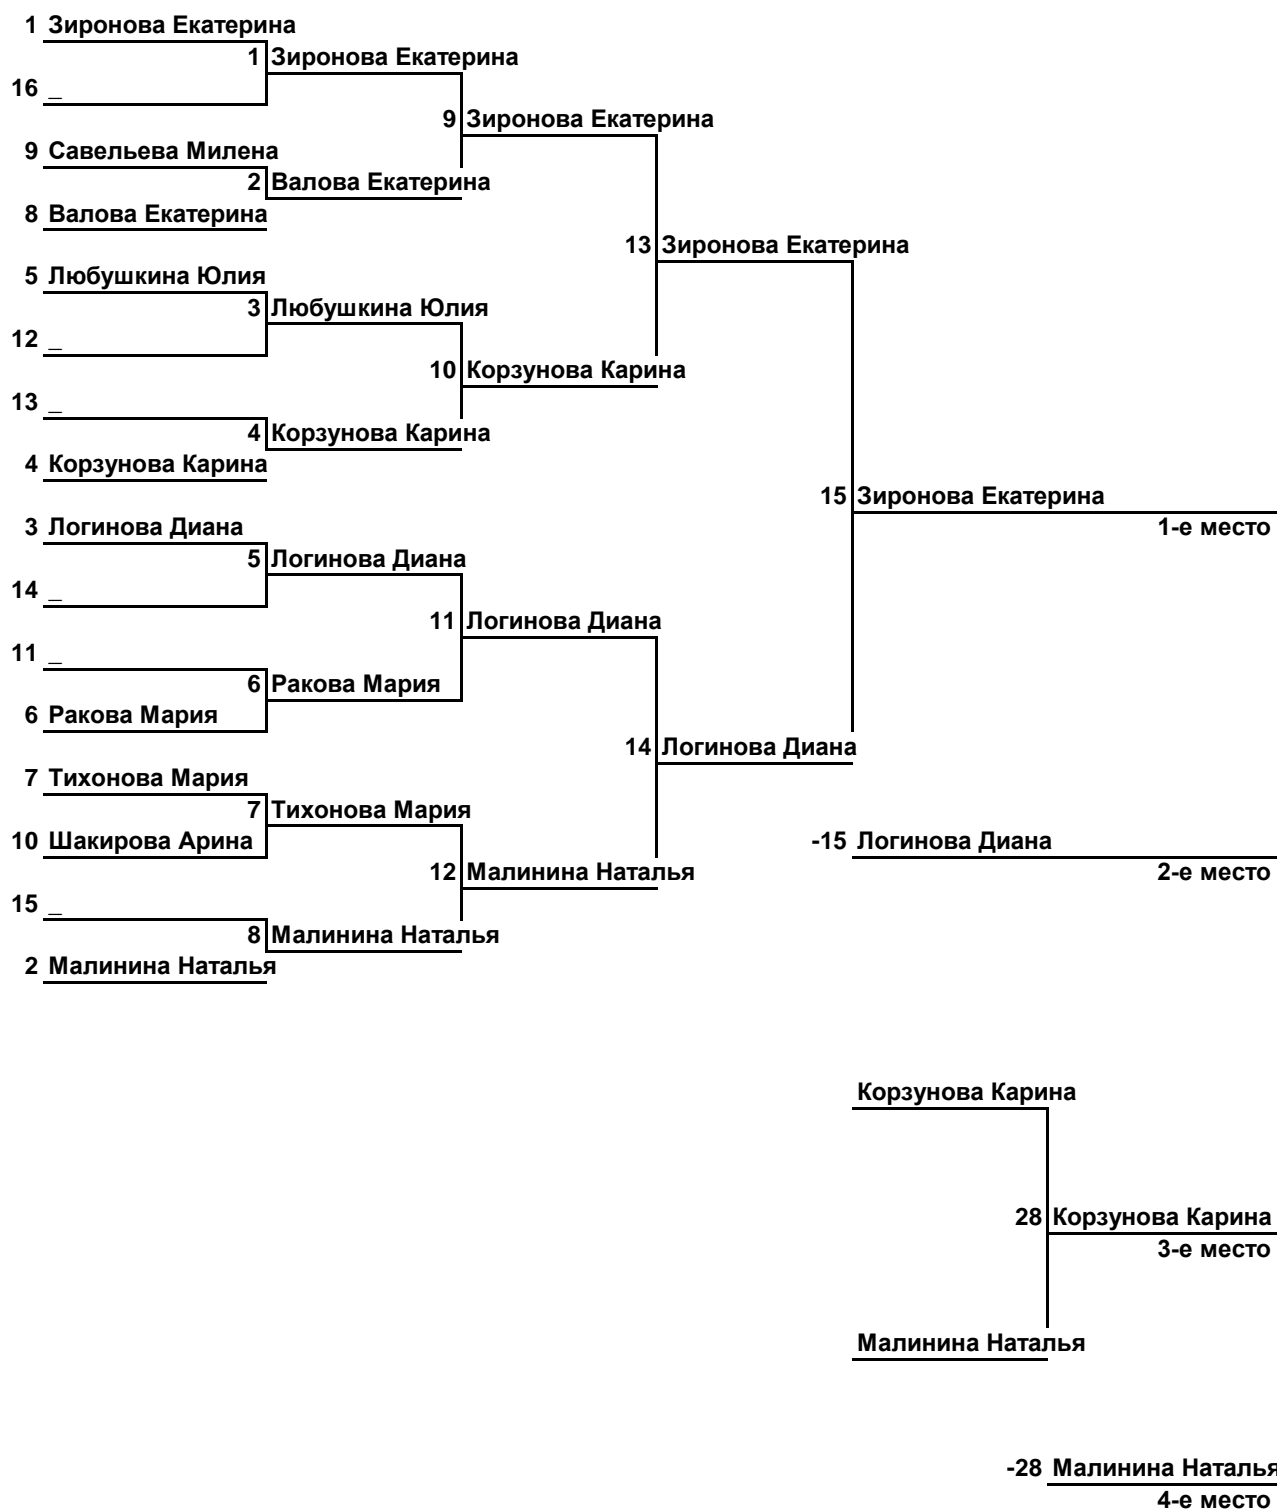 1 Зиронова Екатерина
1 Зиронова Екатерина
16 _
9 Зиронова Екатерина
9 Савельева Милена
2 Валова Екатерина
8 Валова Екатерина
13 Зиронова Екатерина
5 Любушкина Юлия
3 Любушкина Юлия
12 _
10 Корзунова Карина
13 _
4 Корзунова Карина
4 Корзунова Карина
15 Зиронова Екатерина
3 Логинова Диана
1-е место
5 Логинова Диана
14 _
11 Логинова Диана
11 _
6 Ракова Мария
6 Ракова Мария
14 Логинова Диана
7 Тихонова Мария
7 Тихонова Мария
10 Шакирова Арина
-15 Логинова Диана
12 Малинина Наталья
2-е место
15 _
8 Малинина Наталья
2 Малинина Наталья
Корзунова Карина
28 Корзунова Карина
3-е место
Малинина Наталья
-28 Малинина Наталья
4-е место